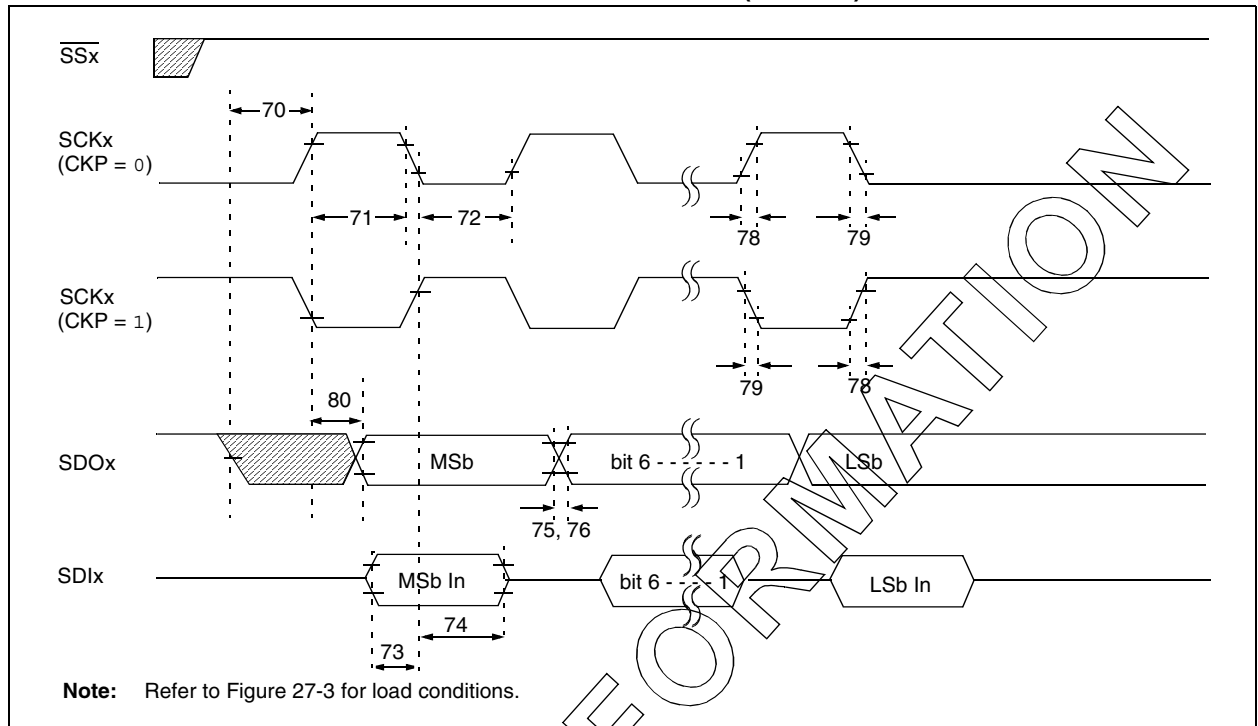 SSx
70
SCKx
(CKP = 0)
71
72
78
79
SCKx
(CKP = 1)
79
78
80
SDOx
MSb
bit 6 - - - - - - 1
LSb
75, 76
SDIx
MSb In
bit 6 - - - - 1
LSb In
74
73
Note: Refer to Figure 27-3 for load conditions.
FORMATION